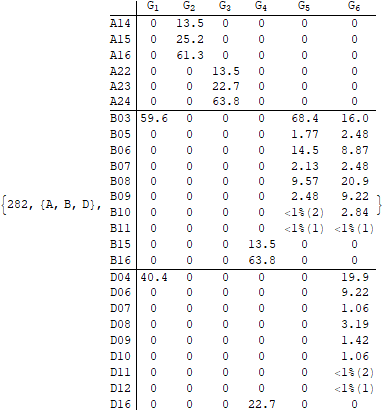 G1 G2 G3 G4 G5 G6
A14 0 13.5 0 0 0 0
A15 0 25.2 0 0 0 0
A16 0 61.3 0 0 0 0
A22 0 0 13.5 0 0 0
A23 0 0 22.7 0 0 0
A24 0 0 63.8 0 0 0
B03 59.6 0 0 0 68.4 16.0
B05 0 0 0 0 1.77 2.48
B06 0 0 0 0 14.5 8.87
B07 0 0 0 0 2.13 2.48
B08 0 0 0 0 9.57 20.9
{282, {A, B, D}, B09 0 0 0 0 2.48 9.22 }
B10 0 0 0 0 <1%(2) 2.84
B11 0 0 0 0 <1%(1) <1%(1)
B15 0 0 0 13.5 0 0
B16 0 0 0 63.8 0 0
D04 40.4 0 0 0 0 19.9
D06 0 0 0 0 0 9.22
D07 0 0 0 0 0 1.06
D08 0 0 0 0 0 3.19
D09 0 0 0 0 0 1.42
D10 0 0 0 0 0 1.06
D11 0 0 0 0 0 <1%(2)
D12 0 0 0 0 0 <1%(1)
D16 0 0 0 22.7 0 0